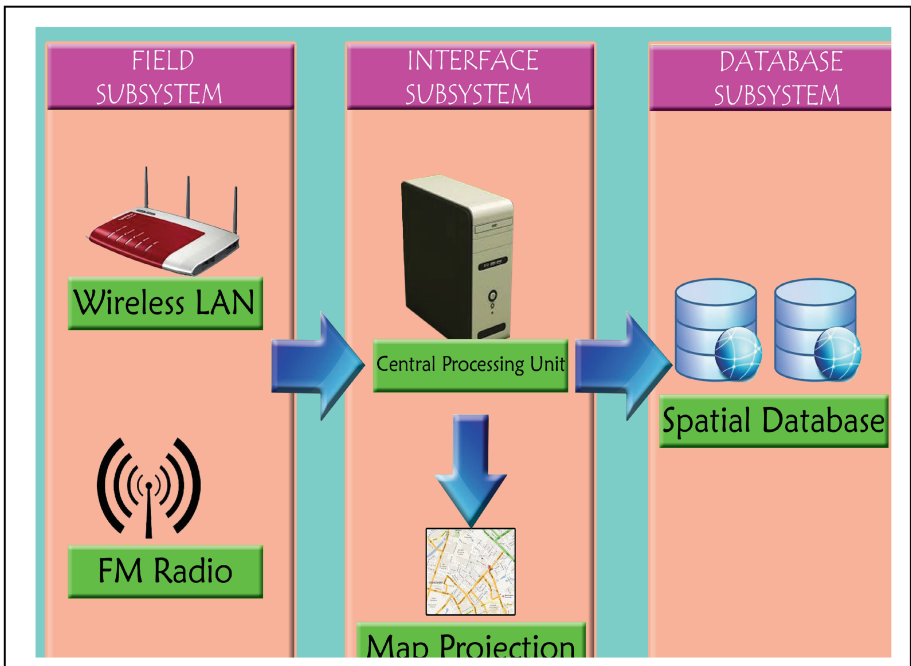 FIELD
SUBSYSTEM
Wireless LAN
FM Radio
INTERFACE
SUBSYSTEM
Central Processing Unit
Map Projection
DATABASE
SUBSYSTEM
Spatial Database